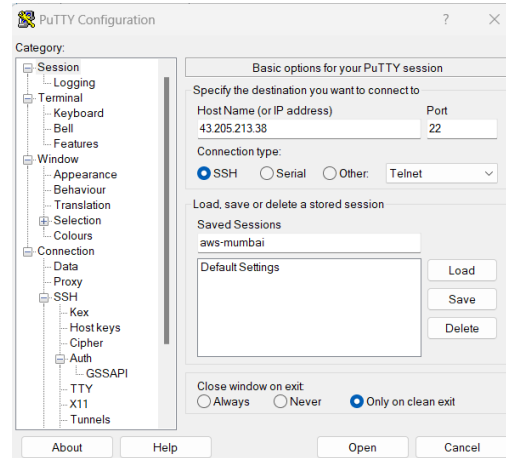 PuTTY Configuration
?
Category:
Session
Logging
Terminal
Keyboard
Bell
Features
Window
Appearance
Behaviour
Translation
Selection
Colours
Connection
Data
Proxy
SSH
Kex
Host keys
Cipher
Auth
GSSAPI
TTY
X11
Tunnels
Basic options for your PuTTY session
Specify the destination you want to connect to
Host Name (or IP address) Port
43.205.213.38 22
Connection type:
SSH Serial Other: Telnet
Load, save or delete a stored session
Saved Sessions
aws-mumbai
Default Settings
Load
Save
Delete
Close window on exit:
Always Never Only on clean exit
About Help Open Cancel